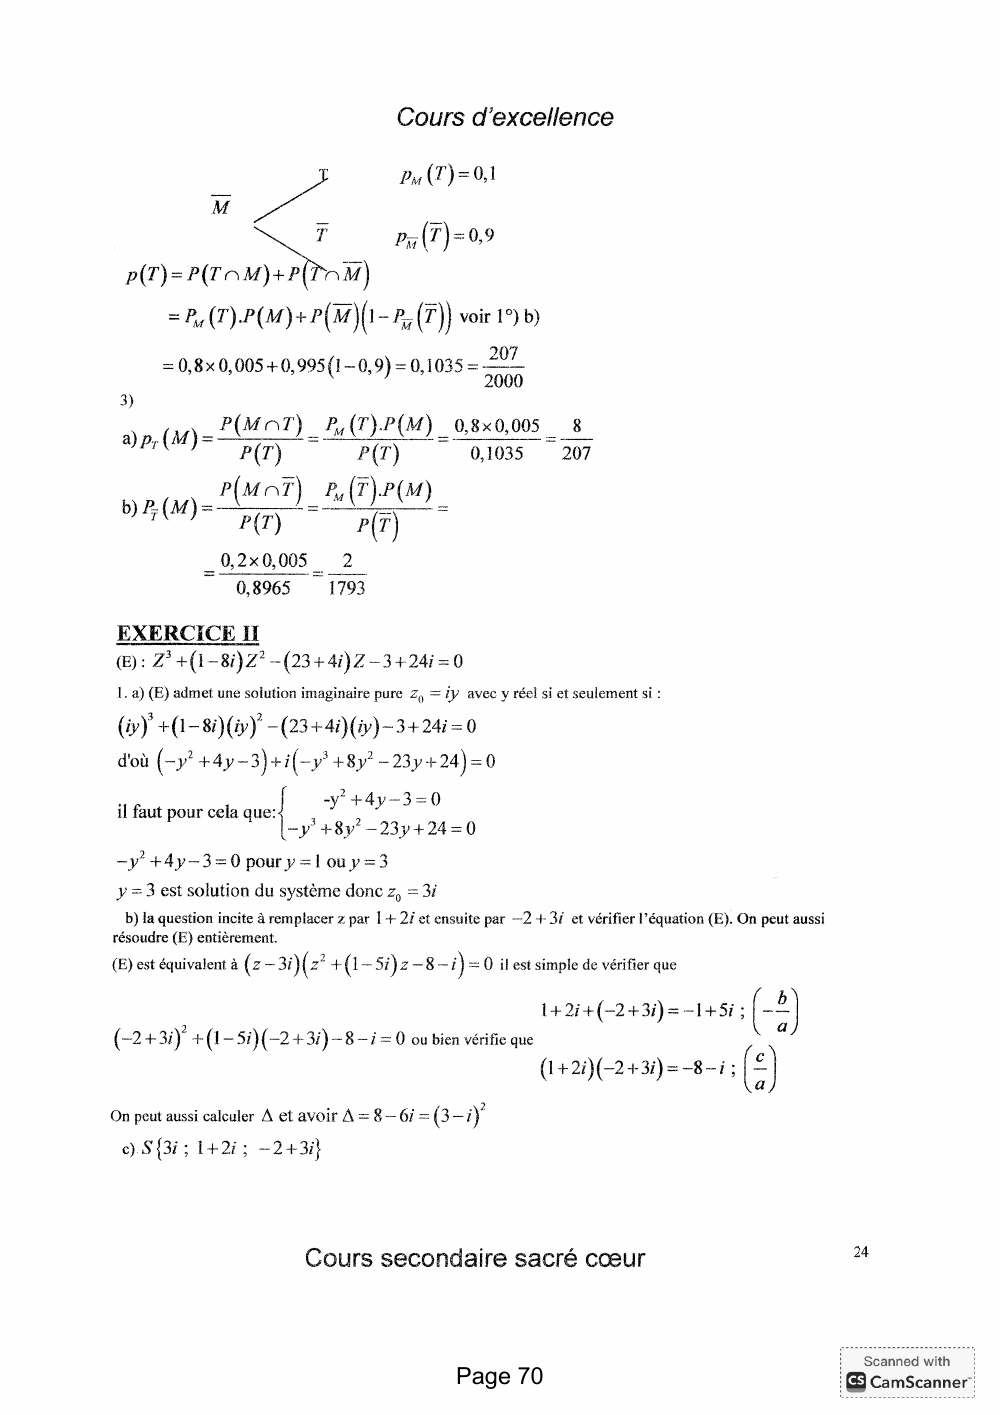 Cours d'excellence
T p_M(T) = 0,1
M̅
T̅ p_M̅(T̅) = 0,9
p(T) = P(T∩M) + P(T∩M̅)
= P_M(T).P(M) + P(M̅)(1 − P_M̅(T̅)) voir 1°) b)
= 0,8 × 0,005 + 0,995(1 − 0,9) = 0,1035 = 207/2000
3)
a) p_T(M) = P(M∩T)/P(T) = P_M(T).P(M)/P(T) = 0,8×0,005/0,1035 = 8/207
b) P_T̅(M) = P(M∩T̅)/P(T) = P_M(T̅).P(M)/P(T̅) =
= 0,2×0,005/0,8965 = 2/1793
EXERCICE II
(E) : Z³ + (1−8i)Z² − (23+4i)Z − 3 + 24i = 0
1. a) (E) admet une solution imaginaire pure z₀ = iy avec y réel si et seulement si :
(iy)³ + (1−8i)(iy)² − (23+4i)(iy) − 3 + 24i = 0
d'où (−y² + 4y − 3) + i(−y³ + 8y² − 23y + 24) = 0
il faut pour cela que: { -y² + 4y − 3 = 0
−y³ + 8y² − 23y + 24 = 0
−y² + 4y − 3 = 0 pour y = 1 ou y = 3
y = 3 est solution du système donc z₀ = 3i
b) la question incite à remplacer z par 1 + 2i et ensuite par −2 + 3i et vérifier l'équation (E). On peut aussi
résoudre (E) entièrement.
(E) est équivalent à (z − 3i)(z² + (1 − 5i)z − 8 − i) = 0 il est simple de vérifier que
1 + 2i + (−2 + 3i) = −1 + 5i ; (−b/a)
(−2 + 3i)² + (1 − 5i)(−2 + 3i) − 8 − i = 0 ou bien vérifie que
(1 + 2i)(−2 + 3i) = −8 − i ; (c/a)
On peut aussi calculer Δ et avoir Δ = 8 − 6i = (3 − i)²
c) S{3i ; 1 + 2i ; −2 + 3i}
Cours secondaire sacré cœur
24
Page 70
Scanned with
CS CamScanner